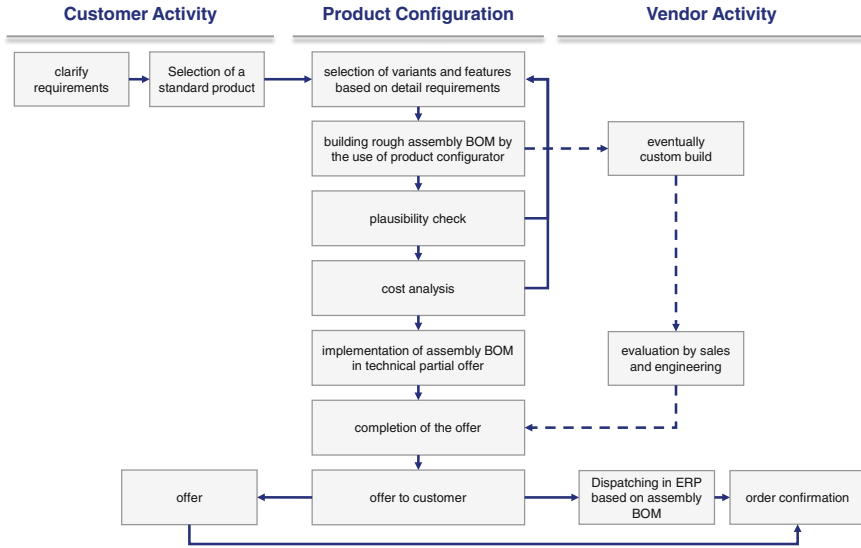 Customer Activity
Product Configuration
Vendor Activity
clarify
requirements
Selection of a
standard product
selection of variants and features
based on detail requirements
building rough assembly BOM by
the use of product configurator
eventually
custom build
plausibility check
cost analysis
implementation of assembly BOM
in technical partial offer
evaluation by sales
and engineering
completion of the offer
offer
offer to customer
Dispatching in ERP
based on assembly
BOM
order confirmation